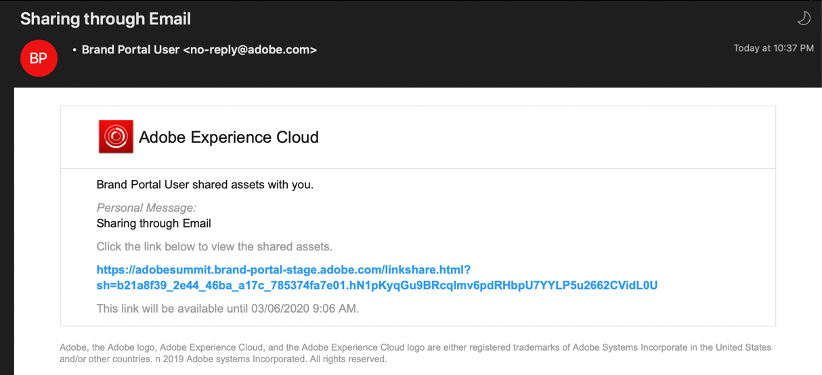 Sharing through Email
BP
• Brand Portal User <no-reply@adobe.com>
Today at 10:37 PM
Adobe Experience Cloud
Brand Portal User shared assets with you.
Personal Message:
Sharing through Email
Click the link below to view the shared assets.
https://adobesummit.brand-portal-stage.adobe.com/linkshare.html?
sh=b21a8f39_2e44_46ba_a17c_785374fa7e01.hN1pKyqGu9BRcqlmv6pdRHbpU7YYLP5u2662CVidL0U
This link will be available until 03/06/2020 9:06 AM.
Adobe, the Adobe logo, Adobe Experience Cloud, and the Adobe Experience Cloud logo are either registered trademarks of Adobe Systems Incorporate in the United States
and/or other countries. n 2019 Adobe systems Incorporated. All rights reserved.